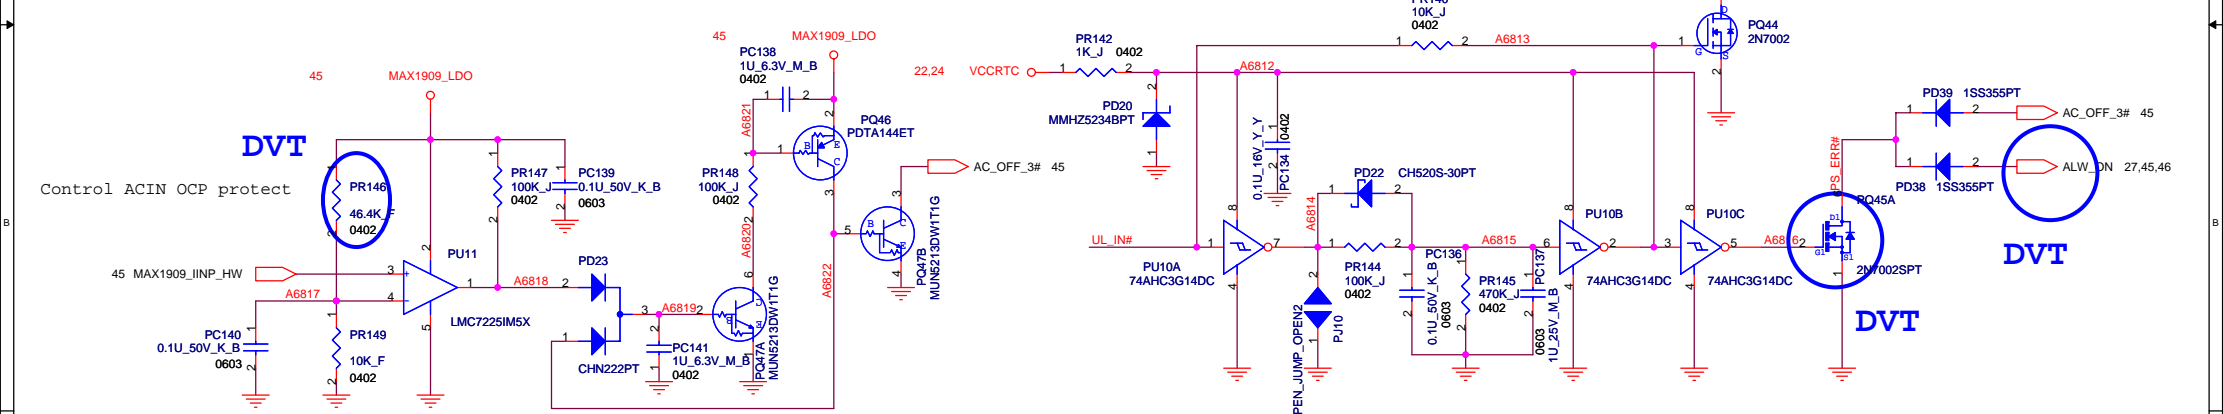 DVT
Control ACIN OCP protect
45 MAX1909_LDO
PR146
46.4K_F
0402
PR147
100K_J
0402
PC139
0.1U_50V_K_B
0603
45 MAX1909_IINP_HW
A6817
PU11
LMC7225IM5X
A6818
PC140
0.1U_50V_K_B
0603
PR149
10K_F
0402
PD23
CHN222PT
A6819
PC141
1U_6.3V_M_B
0402
45 MAX1909_LDO
PC138
1U_6.3V_M_B
0402
A6821
PQ46
PDTA144ET
PR148
100K_J
0402
A6820
PQ47A
MUN5213DW1T1G
A6822
PQ47B
MUN5213DW1T1G
AC_OFF_3# 45
22,24 VCCRTC
PR142
1K_J 0402
PD20
MMHZ5234BPT
A6812
0.1U_16V_Y_Y
PC134
0402
10K_J
0402
A6813
PQ44
2N7002
UL_IN#
PU10A
74AHC3G14DC
A6814
PD22 CH520S-30PT
PR144
100K_J
0402
PJ10
A6815
PC136
0.1U_50V_K_B
0603
PR145
470K_J
0402
PC137
1U_25V_M_B
0603
PU10B
74AHC3G14DC
PU10C
74AHC3G14DC
PS_ERR#
PQ45A
2N7002SPT
DVT
PD39 1SS355PT
AC_OFF_3# 45
PD38 1SS355PT
ALW_ON 27,45,46
DVT
B
B